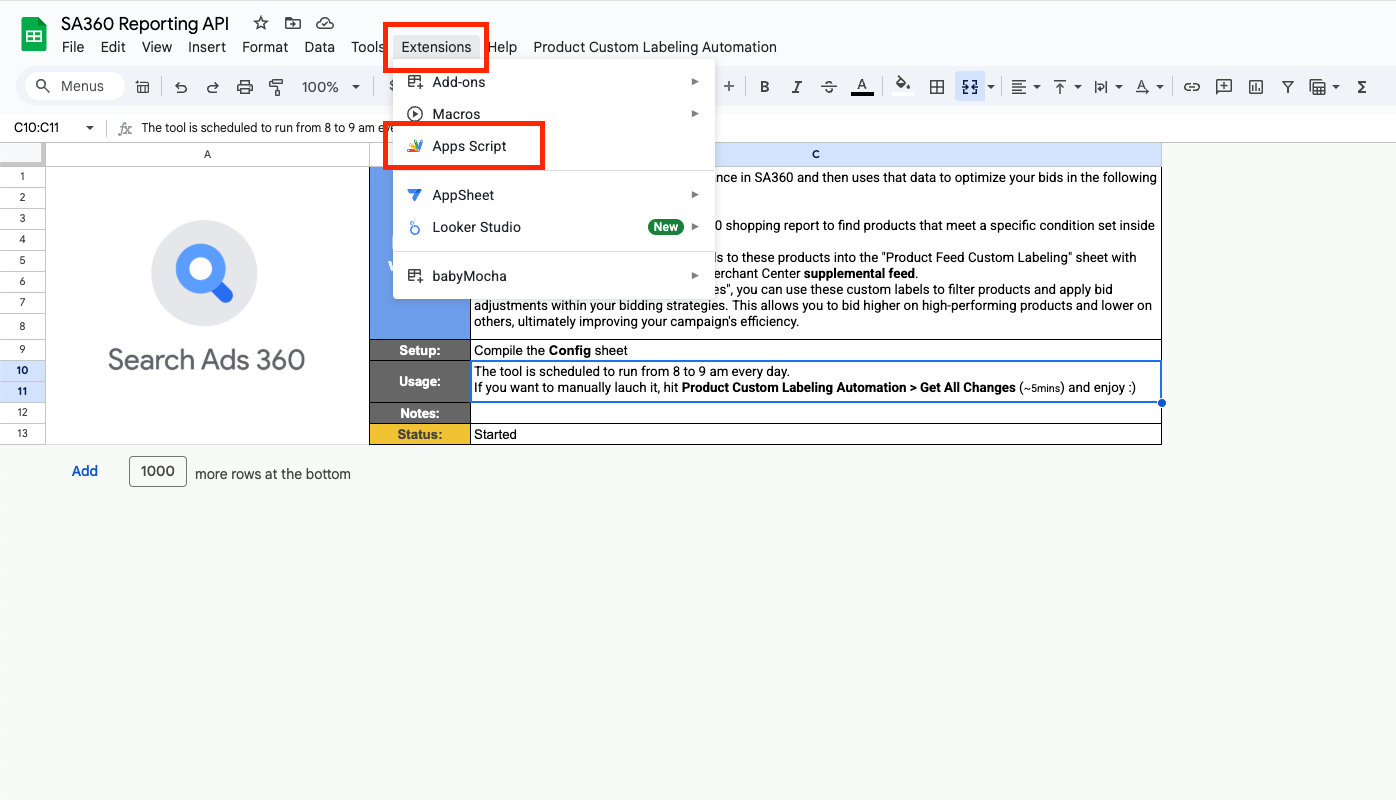 SA360 Reporting API
File Edit View Insert Format Data Tools Extensions Help Product Custom Labeling Automation
Menus 100%
Add-ons
Macros
Apps Script
AppSheet
Looker Studio New
babyMocha
C10:C11 fx The tool is scheduled to run from 8 to 9 am
A C
1
2
3
4
5
6
7
8
9
10
11
12
13
Search Ads 360
in SA360 and then uses that data to optimize your bids in the following
shopping report to find products that meet a specific condition set inside
to these products into the "Product Feed Custom Labeling" sheet with
Center supplemental feed.
you can use these custom labels to filter products and apply bid
adjustments within your bidding strategies. This allows you to bid higher on high-performing products and lower on
others, ultimately improving your campaign's efficiency.
Setup: Compile the Config sheet
Usage: The tool is scheduled to run from 8 to 9 am every day.
If you want to manually lauch it, hit Product Custom Labeling Automation > Get All Changes (~5mins) and enjoy :)
Notes:
Status: Started
Add 1000 more rows at the bottom